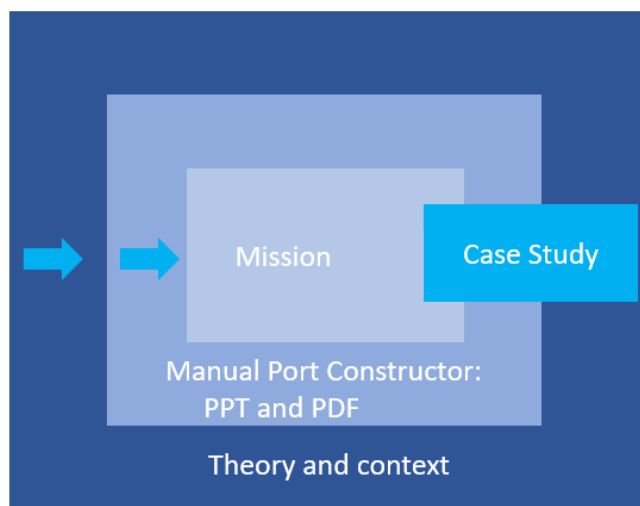 Mission
Case Study
Manual Port Constructor:
PPT and PDF
Theory and context